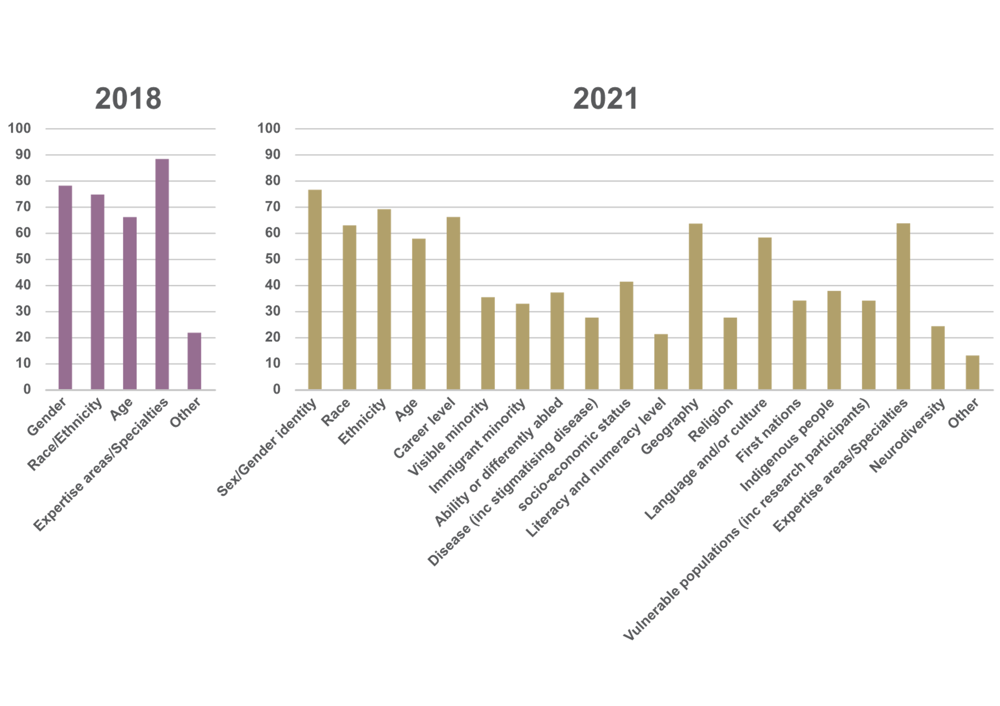 2018
100
90
80
70
60
50
40
30
20
10
0
Gender
Race/Ethnicity
Age
Expertise areas/Specialties
Other
2021
100
90
80
70
60
50
40
30
20
10
0
Sex/Gender identity
Race
Ethnicity
Age
Career level
Visible minority
Immigrant minority
Ability or differently abled
Disease (inc stigmatising disease)
socio-economic status
Literacy and numeracy level
Geography
Religion
Language and/or culture
First nations
Indigenous people
Vulnerable populations (inc research participants)
Expertise areas/Specialties
Neurodiversity
Other